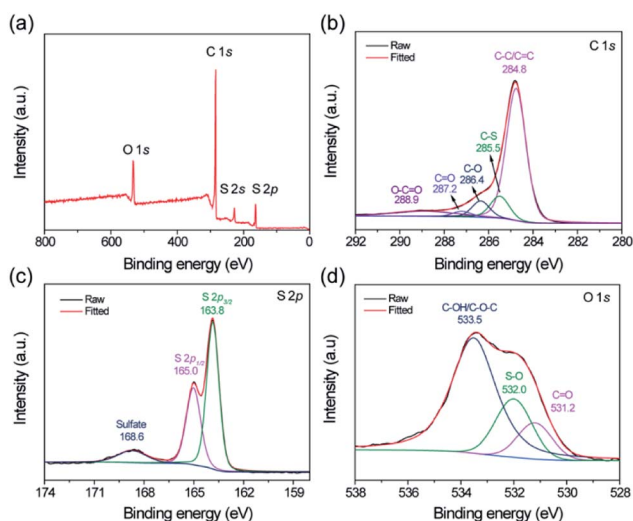 (a)
Intensity (a.u.)
C 1s
O 1s
S 2s
S 2p
800
600
400
200
0
Binding energy (eV)
(b)
Intensity (a.u.)
Raw
Fitted
C 1s
C-C/C=C
284.8
C-S
285.5
C-O
286.4
C=O
287.2
O-C=O
288.9
292
290
288
286
284
282
280
Binding energy (eV)
(c)
Intensity (a.u.)
Raw
Fitted
S 2p
S 2p3/2
163.8
S 2p1/2
165.0
Sulfate
168.6
174
171
168
165
162
159
Binding energy (eV)
(d)
Intensity (a.u)
Raw
Fitted
O 1s
C-OH/C-O-C
533.5
S-O
532.0
C=O
531.2
538
536
534
532
530
528
Binding energy (eV)